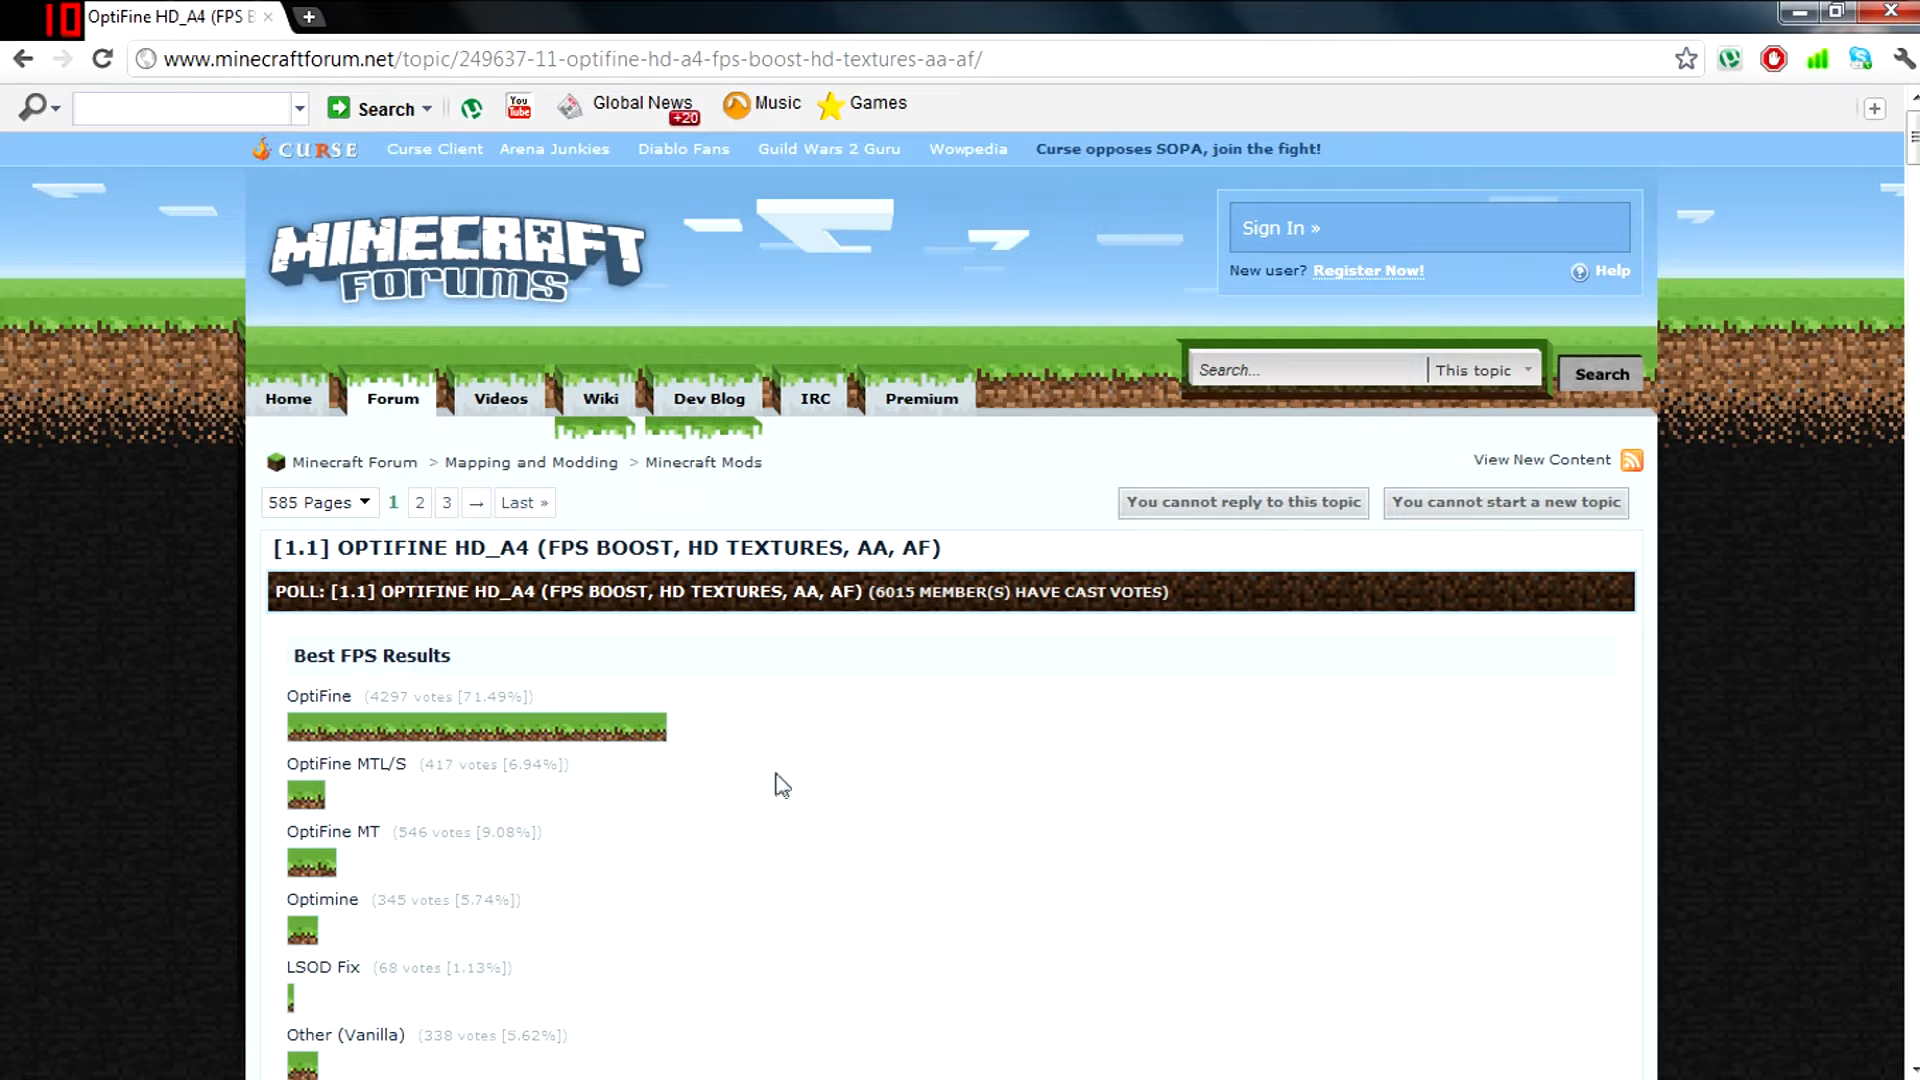 10
OptiFine HD_A4 (FPS B
www.minecraftforum.net/topic/249637-11-optifine-hd-a4-fps-boost-hd-textures-aa-af/
Search You Tube Global News +20 Music Games
CURSE Curse Client Arena Junkies Diablo Fans Guild Wars 2 Guru Wowpedia Curse opposes SOPA, join the fight!
MINECRAFT
FORUMS
Sign In »
New user? Register Now! Help
Search... This topic Search
Home Forum Videos Wiki Dev Blog IRC Premium
Minecraft Forum > Mapping and Modding > Minecraft Mods
View New Content
585 Pages 1 2 3 → Last »
You cannot reply to this topic You cannot start a new topic
[1.1] OPTIFINE HD_A4 (FPS BOOST, HD TEXTURES, AA, AF)
POLL: [1.1] OPTIFINE HD_A4 (FPS BOOST, HD TEXTURES, AA, AF) (6015 MEMBER(S) HAVE CAST VOTES)
Best FPS Results
OptiFine (4297 votes [71.49%])
OptiFine MTL/S (417 votes [6.94%])
OptiFine MT (546 votes [9.08%])
Optimine (345 votes [5.74%])
LSOD Fix (68 votes [1.13%])
Other (Vanilla) (338 votes [5.62%])